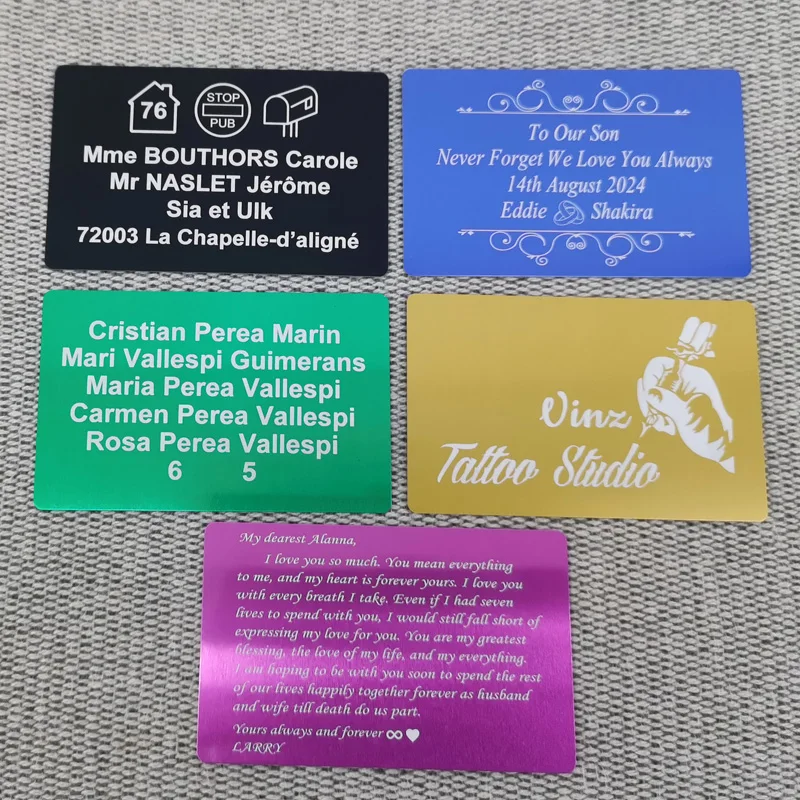 76
STOP
PUB
Mme BOUTHORS Carole
Mr NASLET Jérôme
Sia et Ulk
72003 La Chapelle-d'aligné
To Our Son
Never Forget We Love You Always
14th August 2024
Eddie Shakira
Cristian Perea Marin
Mari Vallespi Guimerans
Maria Perea Vallespi
Carmen Perea Vallespi
Rosa Perea Vallespi
6 5
Vinz
Tattoo Studio
My dearest Alanna,
I love you so much. You mean everything
to me, and my heart is forever yours. I love you
with every breath I take. Even if I had seven
lives to spend with you, I would still fall short of
expressing my love for you. You are my greatest
blessing, the love of my life, and my everything.
I am hoping to be with you soon to spend the rest
of our lives happily together forever as husband
and wife till death do us part.
Yours always and forever ∞♥
LARRY